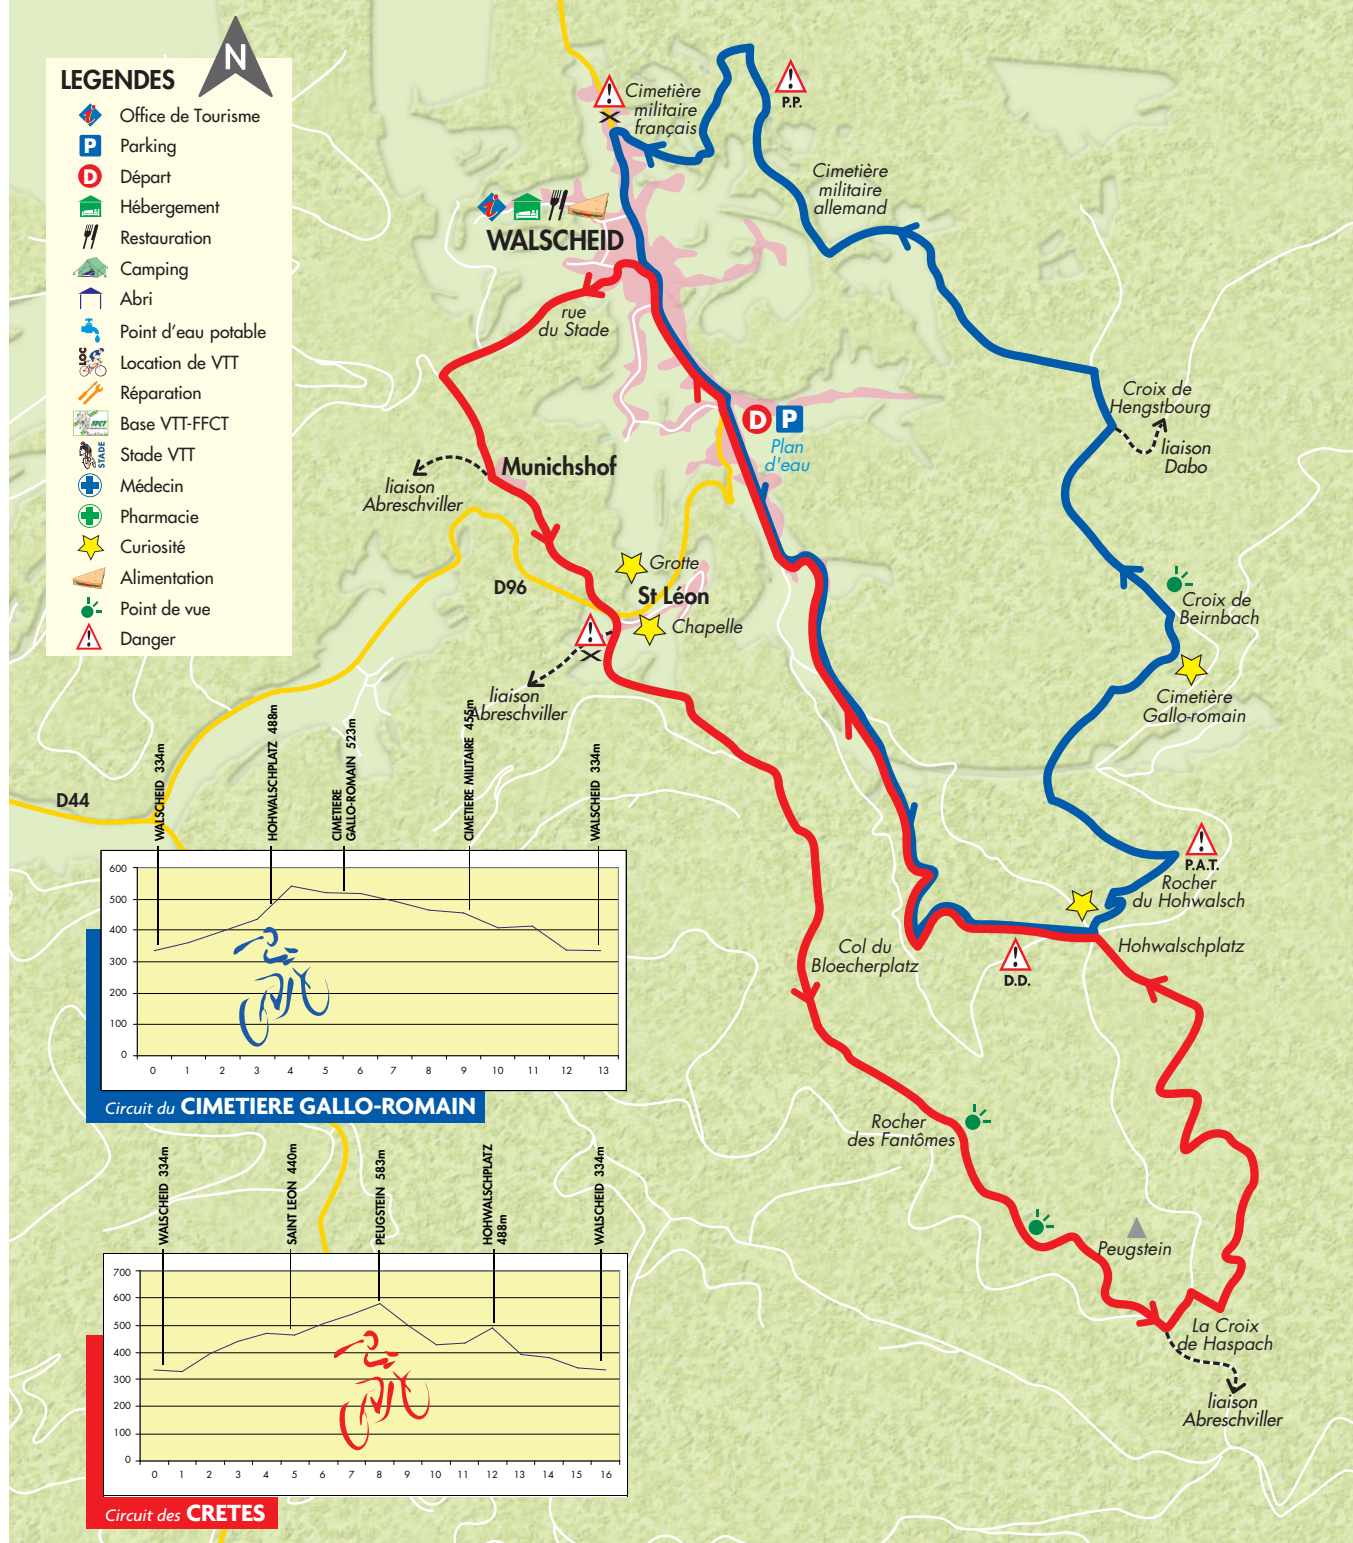 N
LEGENDES
Office de Tourisme
P
Parking
D
Départ
Hébergement
Restauration
Camping
Abri
Point d'eau potable
LOC
Location de VTT
Réparation
FFCT
Base VTT-FFCT
STADE
Stade VTT
Médecin
Pharmacie
Curiosité
Alimentation
Point de vue
Danger
Cimetière
militaire
français
P.P.
Cimetière
militaire
allemand
WALSCHEID
rue
du Stade
Croix de
Hengstbourg
liaison
Dabo
D P
Plan
d'eau
Munichshof
liaison
Abreschviller
Grotte
D96
St Léon
Chapelle
Croix de
Beirnbach
liaison
Abreschviller
Cimetière
Gallo-romain
D44
P.A.T.
Rocher
du Hohwalsch
Col du
Bloecherplatz
Hohwalschplatz
D.D.
Rocher
des Fantômes
Peugstein
La Croix
de Haspach
liaison
Abreschviller
WALSCHEID 334m
HOHWALSCHPLATZ 488m
CIMETIERE
GALLO-ROMAIN 523m
CIMETIERE MILITAIRE 455m
WALSCHEID 334m
600
500
400
300
200
100
0
0 1 2 3 4 5 6 7 8 9 10 11 12 13
Circuit du CIMETIERE GALLO-ROMAIN
WALSCHEID 334m
SAINT LEON 440m
PEUGSTEIN 583m
HOHWALSCHPLATZ
488m
WALSCHEID 334m
700
600
500
400
300
200
100
0
0 1 2 3 4 5 6 7 8 9 10 11 12 13 14 15 16
Circuit des CRETES